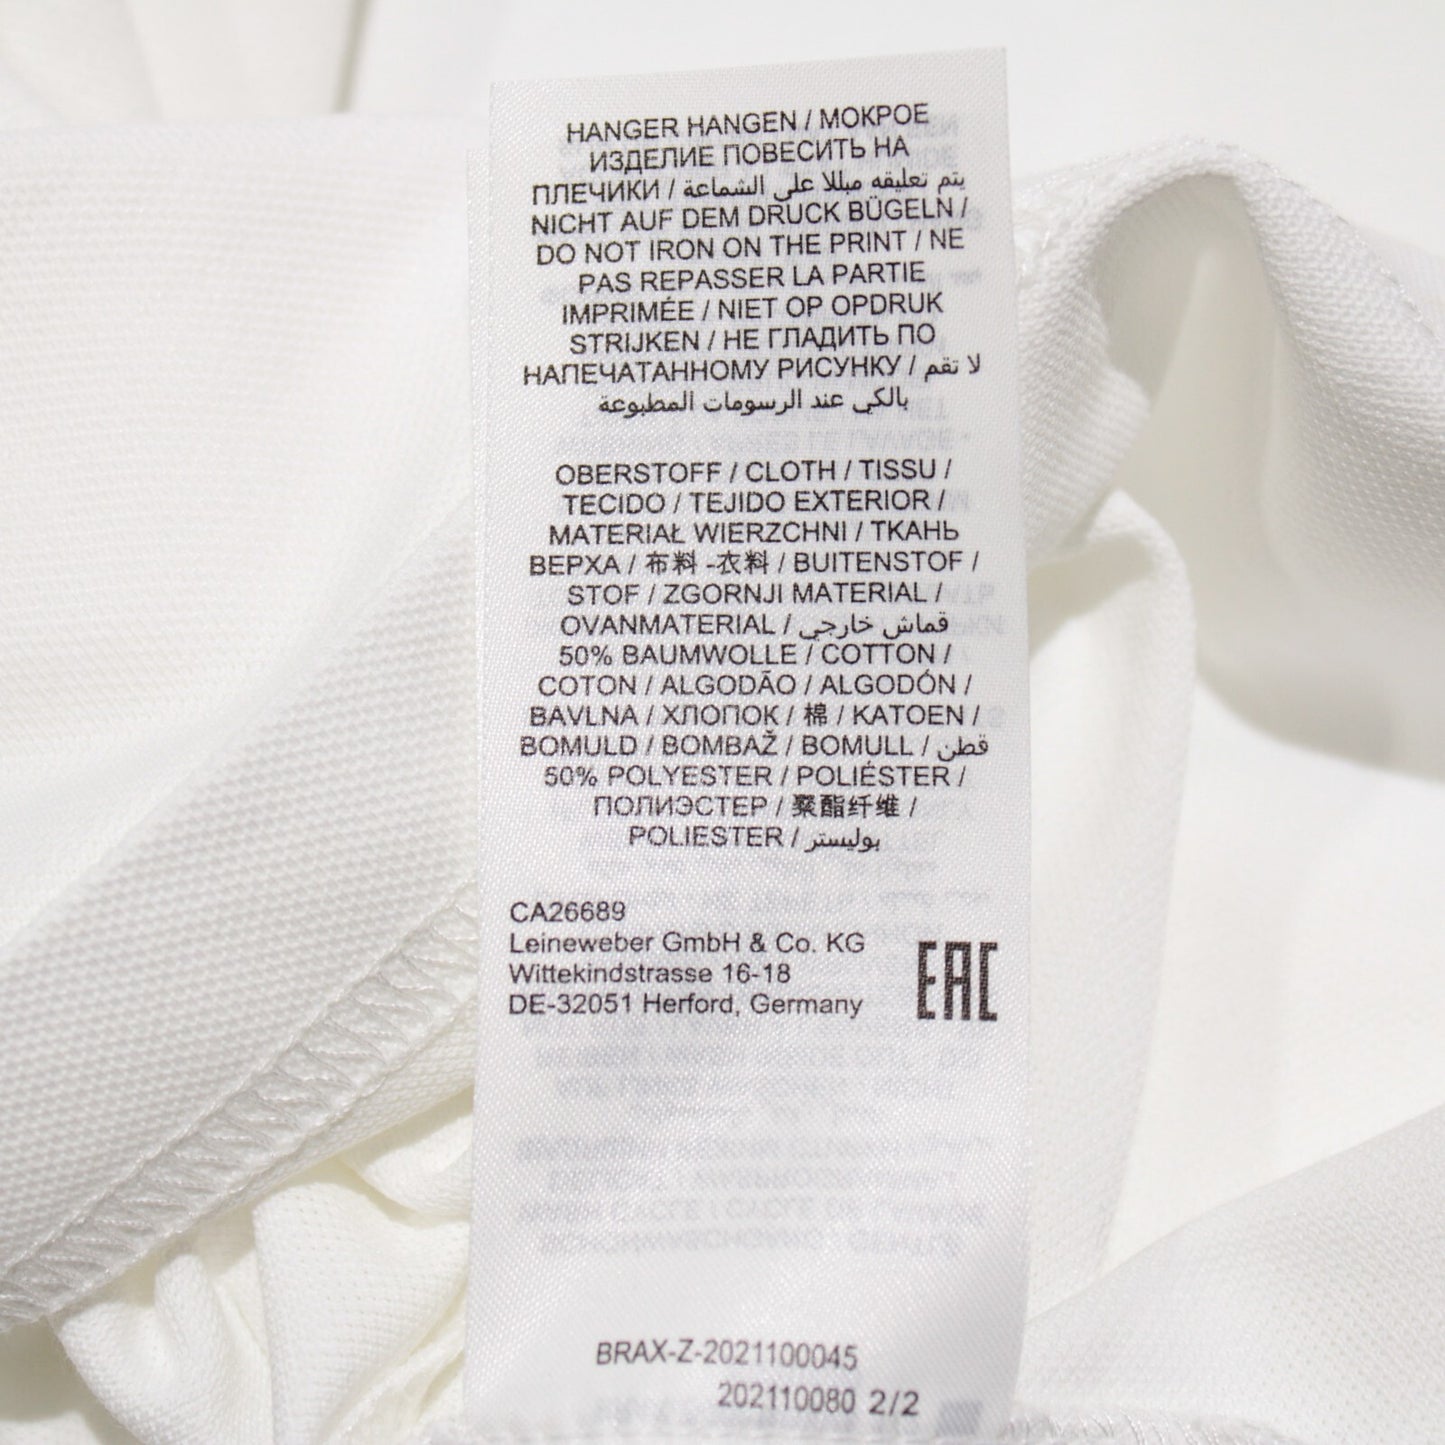 HANGER HANGEN / МОКРОЕ
ИЗДЕЛИЕ ПОВЕСИТЬ НА
ПЛЕЧИКИ / يتم تعليقه مبللا على الشماعة
NICHT AUF DEM DRUCK BÜGELN /
DO NOT IRON ON THE PRINT / NE
PAS REPASSER LA PARTIE
IMPRIMÉE / NIET OP OPDRUK
STRIJKEN / НЕ ГЛАДИТЬ ПО
НАПЕЧАТАННОМУ РИСУНКУ / لا تقم
بالكي عند الرسومات المطبوعة
OBERSTOFF / CLOTH / TISSU /
TECIDO / TEJIDO EXTERIOR /
MATERIAŁ WIERZCHNI / ТКАНЬ
ВЕРХА / 布料 -衣料 / BUITENSTOF /
STOF / ZGORNJI MATERIAL /
OVANMATERIAL / قماش خارجي
50% BAUMWOLLE / COTTON /
COTON / ALGODÃO / ALGODÓN /
BAVLNA / ХЛОПОК / 棉 / KATOEN /
BOMULD / BOMBAŽ / BOMULL / قطن
50% POLYESTER / POLIÉSTER /
ПОЛИЭСТЕР / 聚酯纤维 /
POLIESTER / بوليستر
CA26689
Leineweber GmbH & Co. KG
Wittekindstrasse 16-18
DE-32051 Herford, Germany
EAC
BRAX-Z-2021100045
202110080 2/2